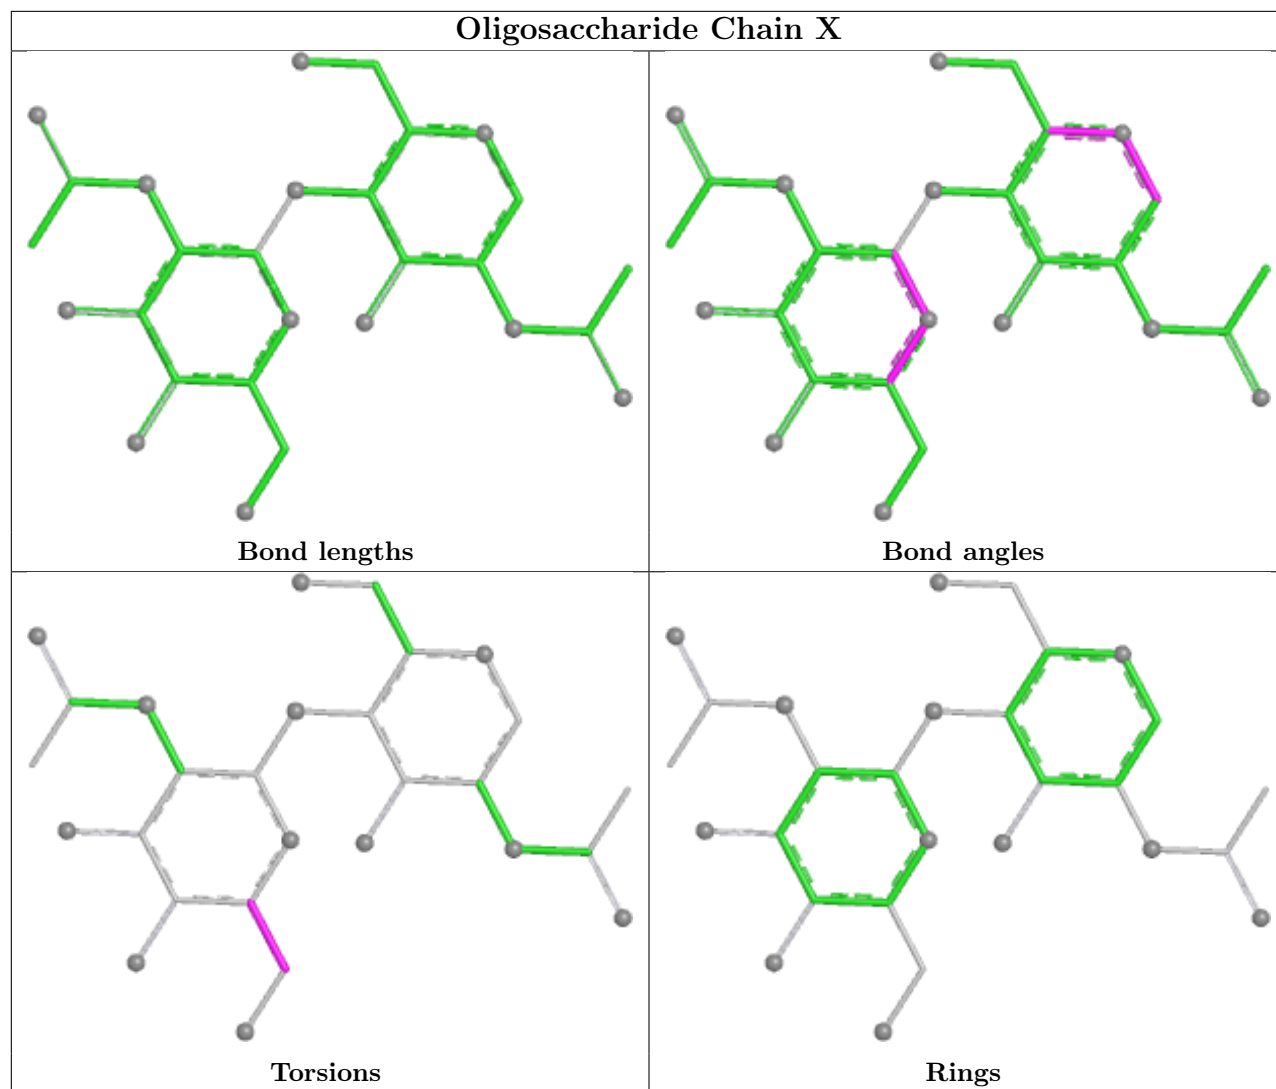 Oligosaccharide Chain X
Bond lengths
Bond angles
Torsions
Rings